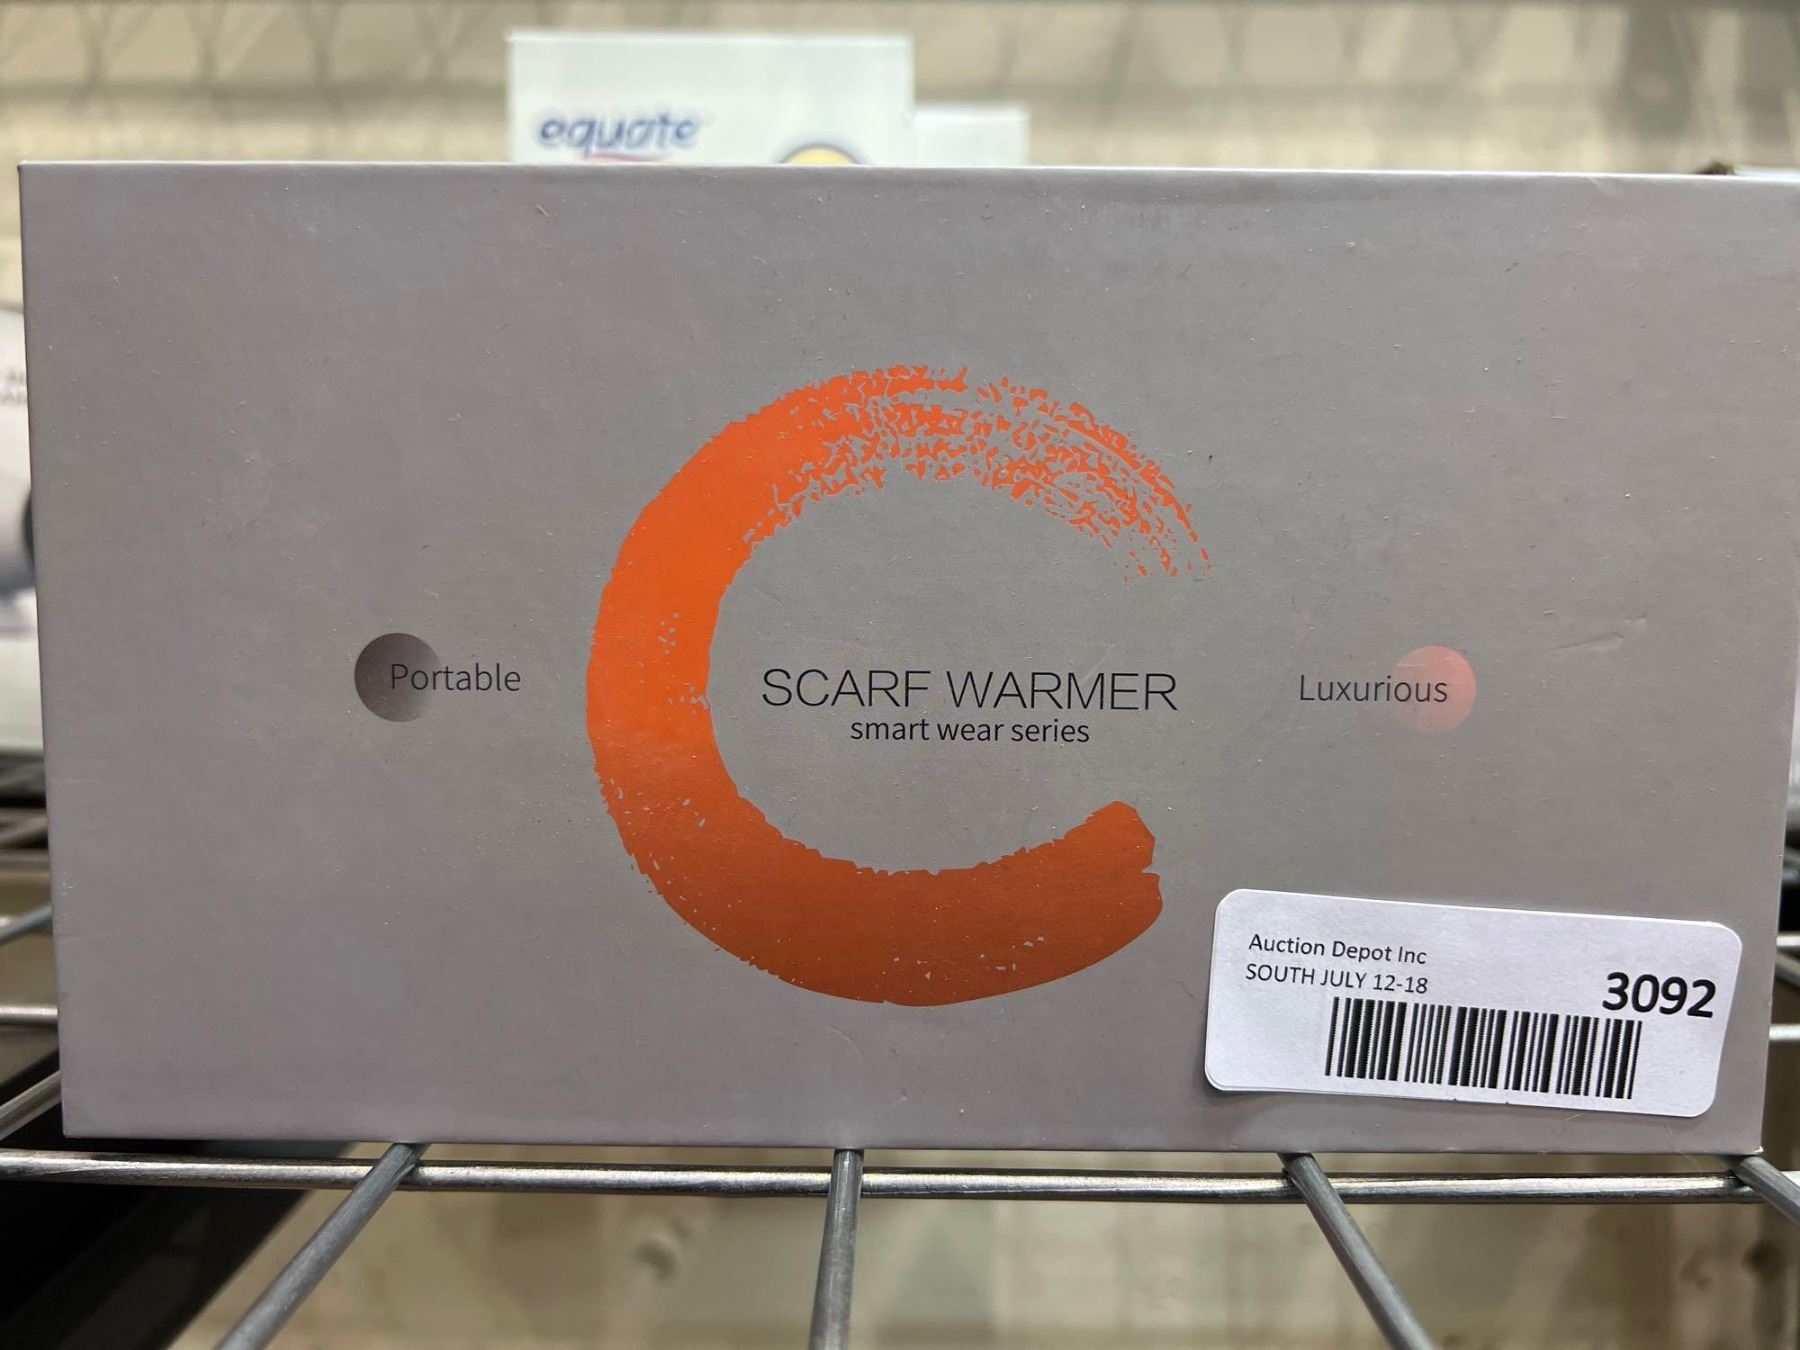 equate
Portable
SCARF WARMER
smart wear series
Luxurious
Auction Depot Inc
SOUTH JULY 12-18
3092